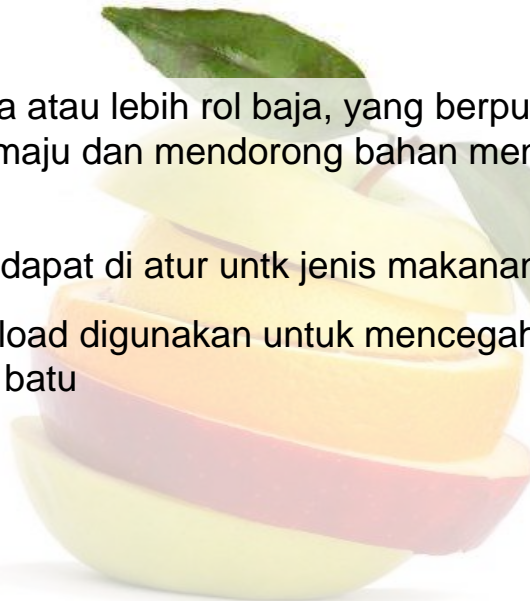 a atau lebih rol baja, yang berpu
maju dan mendorong bahan mer
dapat di atur untk jenis makanan
load digunakan untuk mencegah
batu